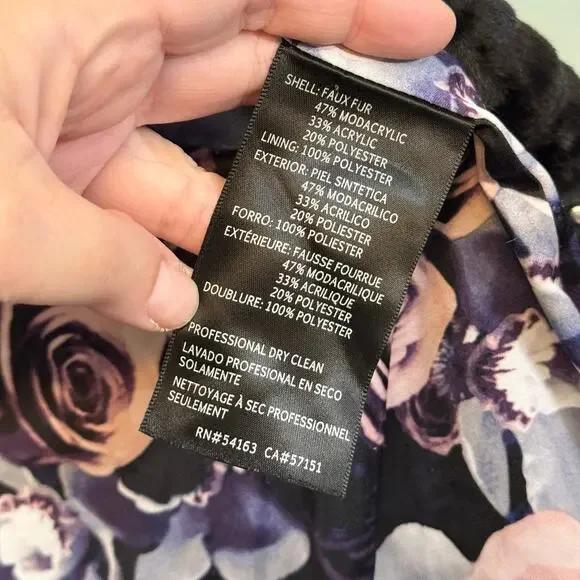 SHELL: FAUX FUR
47% MODACRYLIC
33% ACRYLIC
20% POLYESTER
LINING: 100% POLYESTER
EXTERIOR: PIEL SINTETICA
47% MODACRILICO
33% ACRILICO
20% POLIESTER
FORRO: 100% POLIESTER
EXTÉRIEURE: FAUSSE FOURRUE
47% MODACRILIQUE
33% ACRILIQUE
20% POLYESTER
DOUBLURE: 100% POLYESTER
PROFESSIONAL DRY CLEAN
LAVADO PROFESIONAL EN SECO
SOLAMENTE
NETTOYAGE À SEC PROFESSIONNEL
SEULEMENT
RN#54163 CA#57151